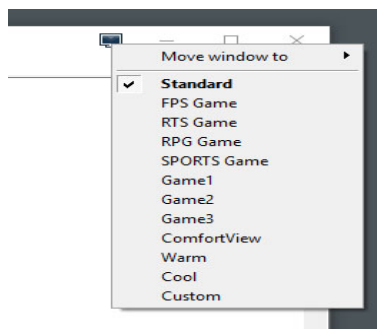 Move window to
Standard
FPS Game
RTS Game
RPG Game
SPORTS Game
Game1
Game2
Game3
ComfortView
Warm
Cool
Custom